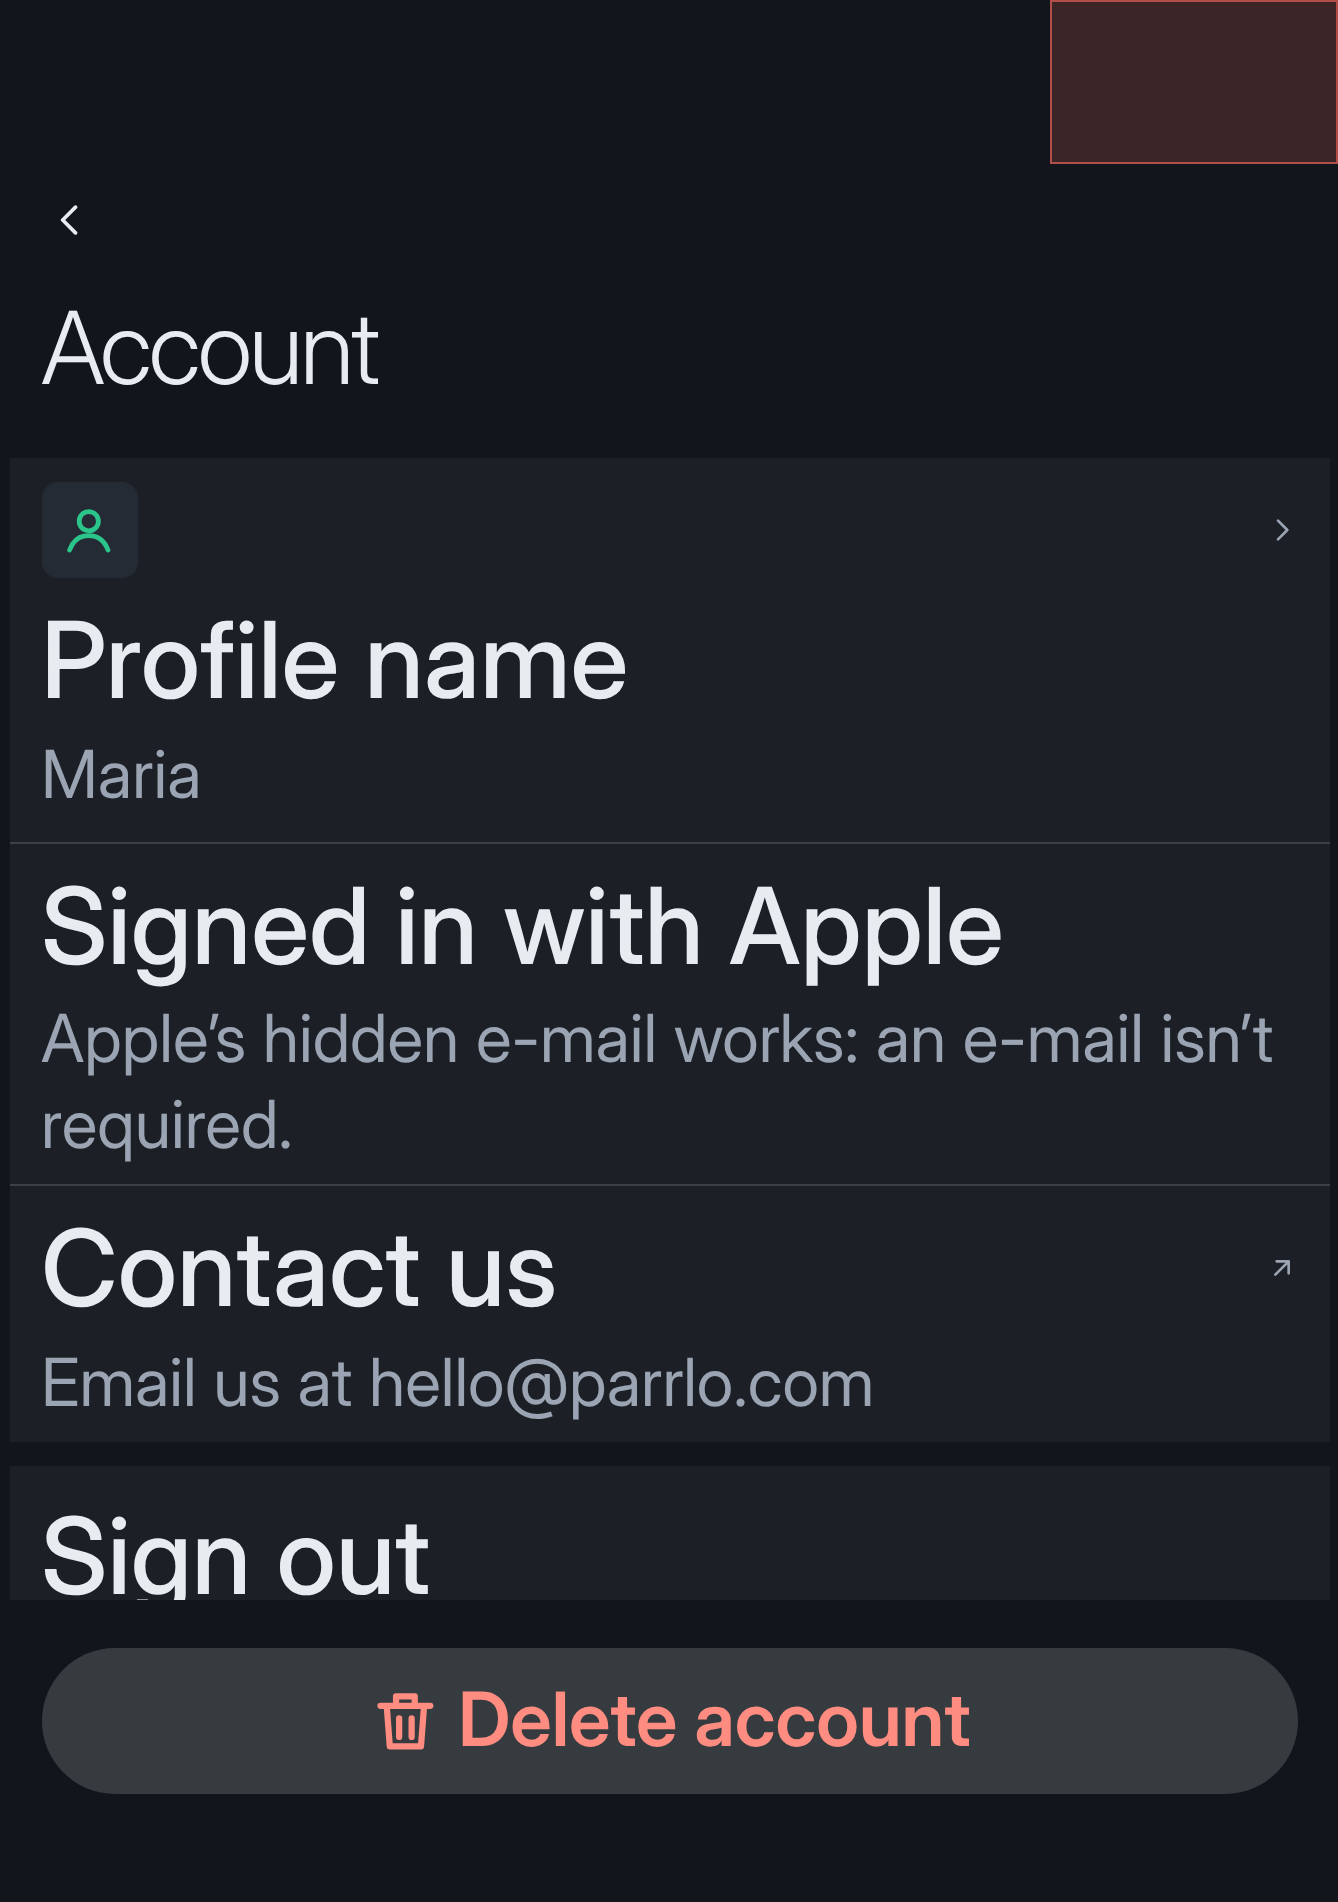 Account
Profile name
Maria
Signed in with Apple
Apple’s hidden e-mail works: an e-mail isn’t
required.
Contact us
Email us at hello@parrlo.com
Sign out
Delete account